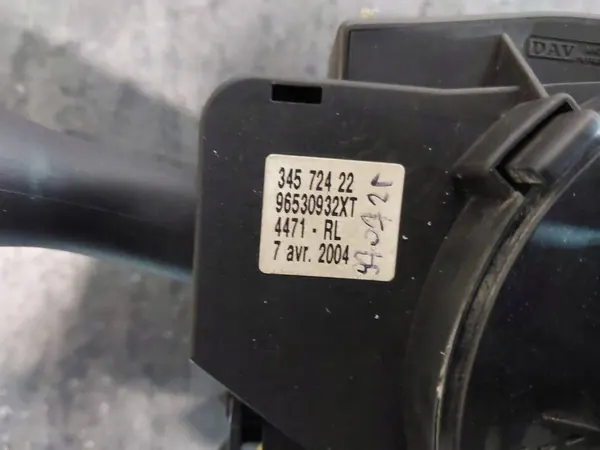 DAV
345 724 22
96530932XT
4471 - RL
7 avr. 2004